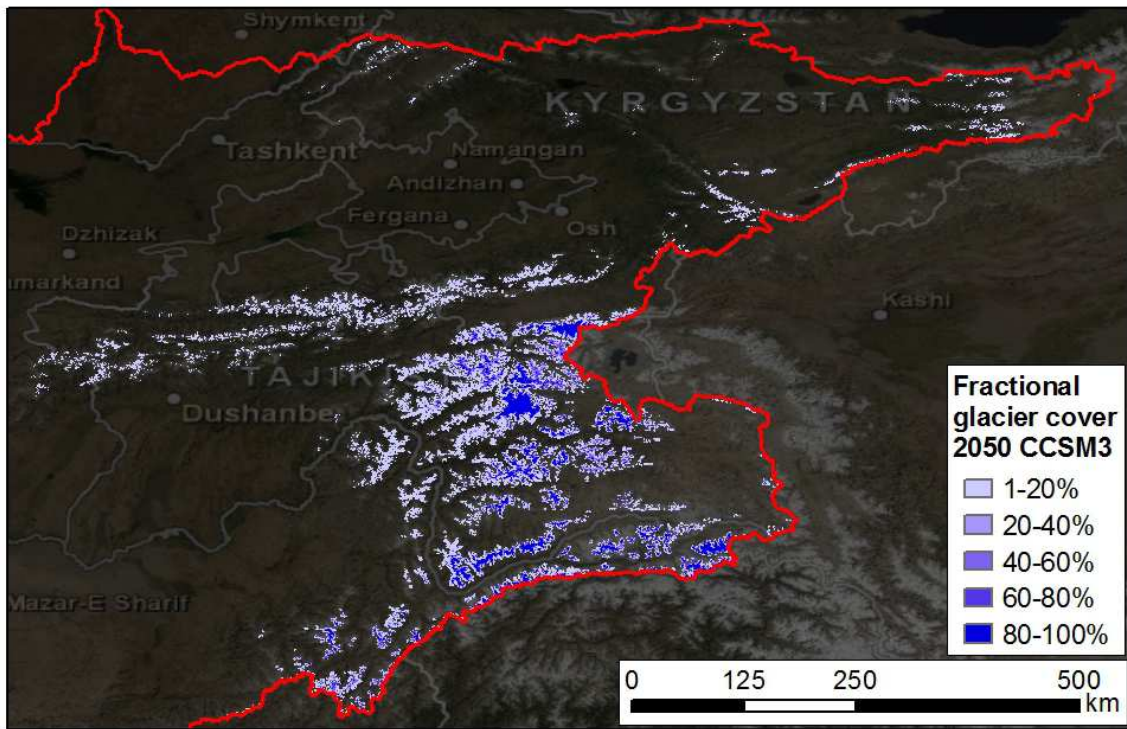 Shymkent
KYRGYZSTAN
Tashkent
Namangan
Andizhan
Fergana
Osh
Dzhizak
amarkand
Kashi
TAJIKI
Dushanbe
Mazar-E Sharif
Fractional
glacier cover
2050 CCSM3
1-20%
20-40%
40-60%
60-80%
80-100%
0 125 250 500
km